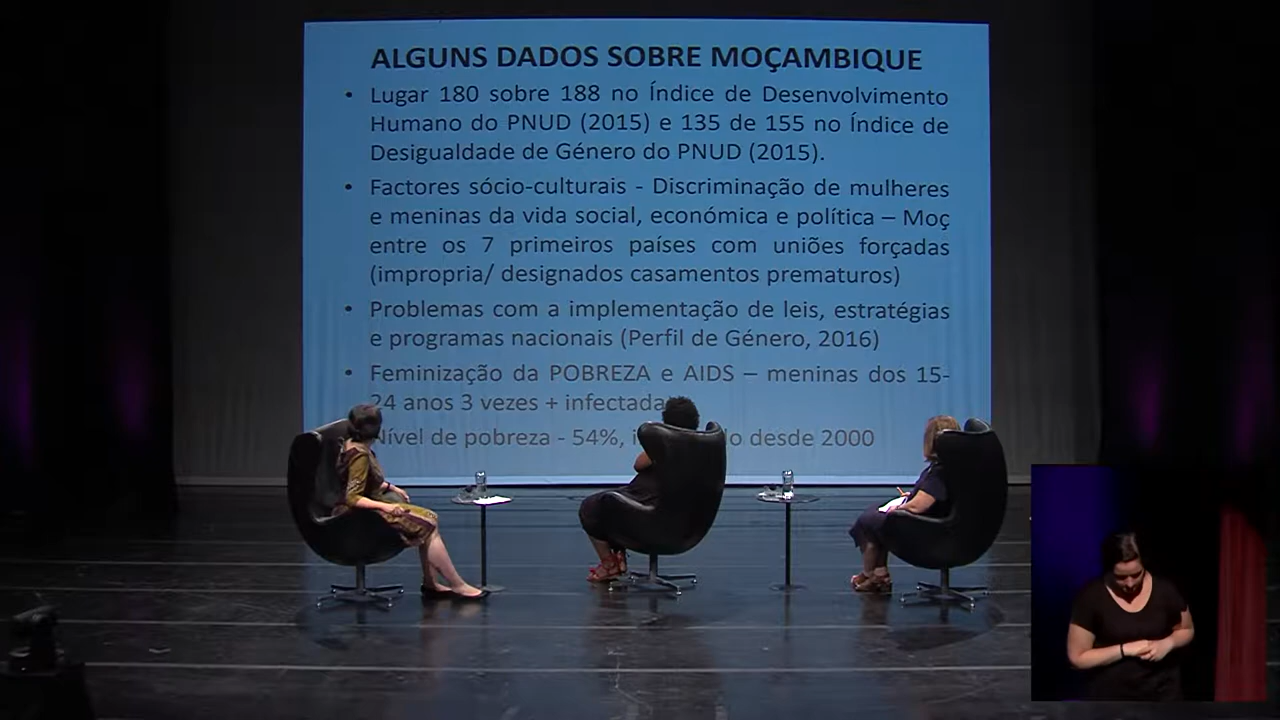 ALGUNS DADOS SOBRE MOÇAMBIQUE
• Lugar 180 sobre 188 no Índice de Desenvolvimento
Humano do PNUD (2015) e 135 de 155 no Índice de
Desigualdade de Género do PNUD (2015).
• Factores sócio-culturais - Discriminação de mulheres
e meninas da vida social, económica e política – Moç
entre os 7 primeiros países com uniões forçadas
(impropria/ designados casamentos prematuros)
• Problemas com a implementação de leis, estratégias
e programas nacionais (Perfil de Género, 2016)
• Feminização da POBREZA e AIDS – meninas dos 15-
24 anos 3 vezes + infectada
Nível de pobreza - 54%, desde 2000